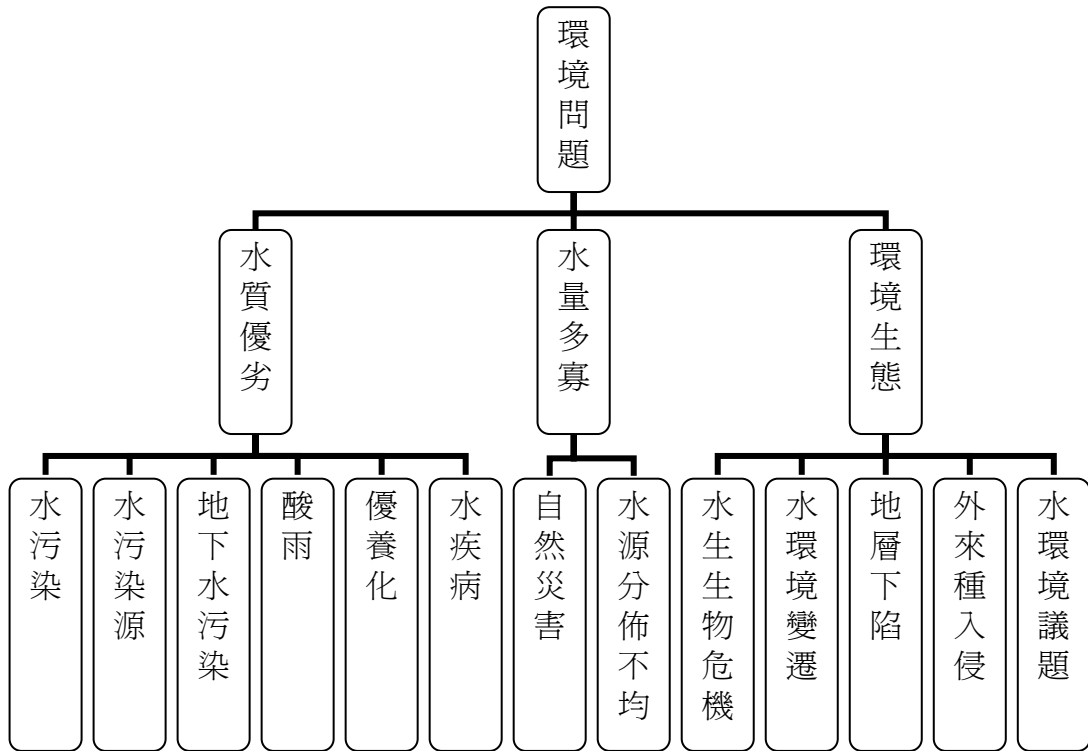 環境問題
水質優劣
水量多寡
環境生態
水污染
水污染源
地下水污染
酸雨
優養化
水疾病
自然災害
水源分佈不均
水生生物危機
水環境變遷
地層下陷
外來種入侵
水環境議題